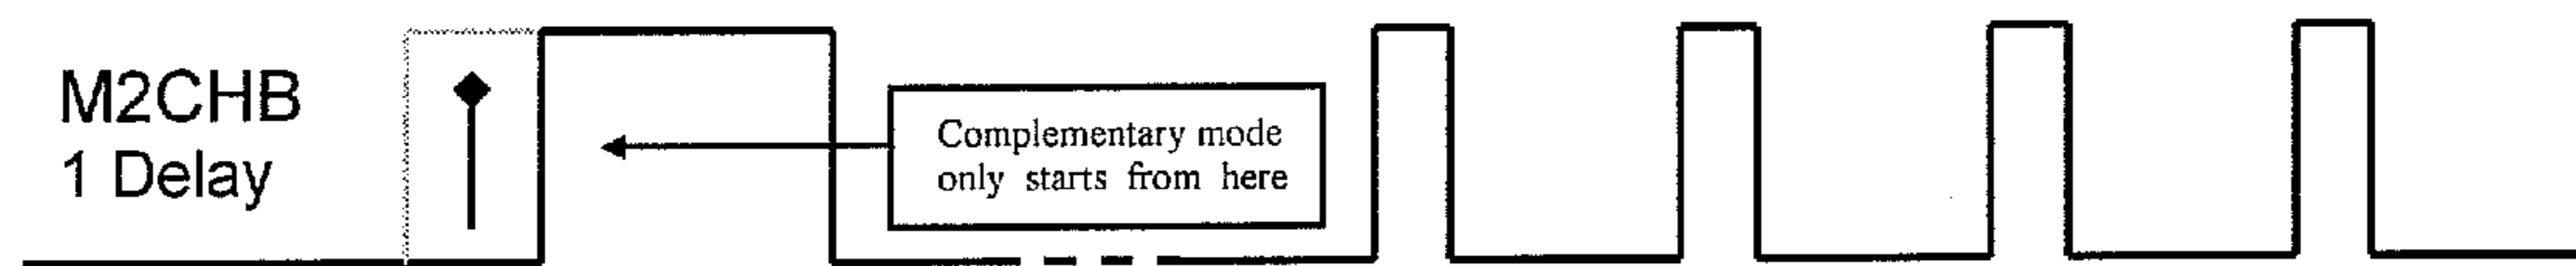 M2CHB
1 Delay
Complementary mode
only starts from here